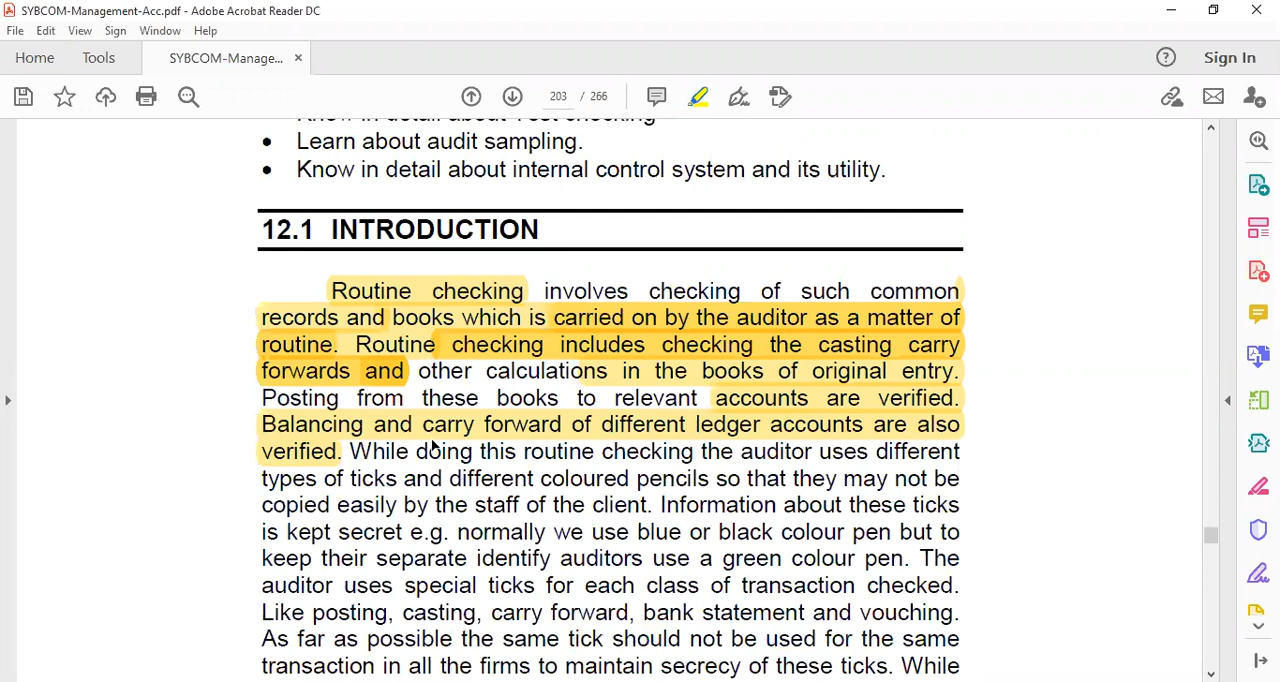 SYBCOM-Management-Acc.pdf - Adobe Acrobat Reader DC
File Edit View Sign Window Help
Home Tools SYBCOM-Manage... × Sign In
203 / 266
Know in detail about Test checking
• Learn about audit sampling.
• Know in detail about internal control system and its utility.
12.1 INTRODUCTION
Routine checking involves checking of such common
records and books which is carried on by the auditor as a matter of
routine. Routine checking includes checking the casting carry
forwards and other calculations in the books of original entry.
Posting from these books to relevant accounts are verified.
Balancing and carry forward of different ledger accounts are also
verified. While doing this routine checking the auditor uses different
types of ticks and different coloured pencils so that they may not be
copied easily by the staff of the client. Information about these ticks
is kept secret e.g. normally we use blue or black colour pen but to
keep their separate identify auditors use a green colour pen. The
auditor uses special ticks for each class of transaction checked.
Like posting, casting, carry forward, bank statement and vouching.
As far as possible the same tick should not be used for the same
transaction in all the firms to maintain secrecy of these ticks. While